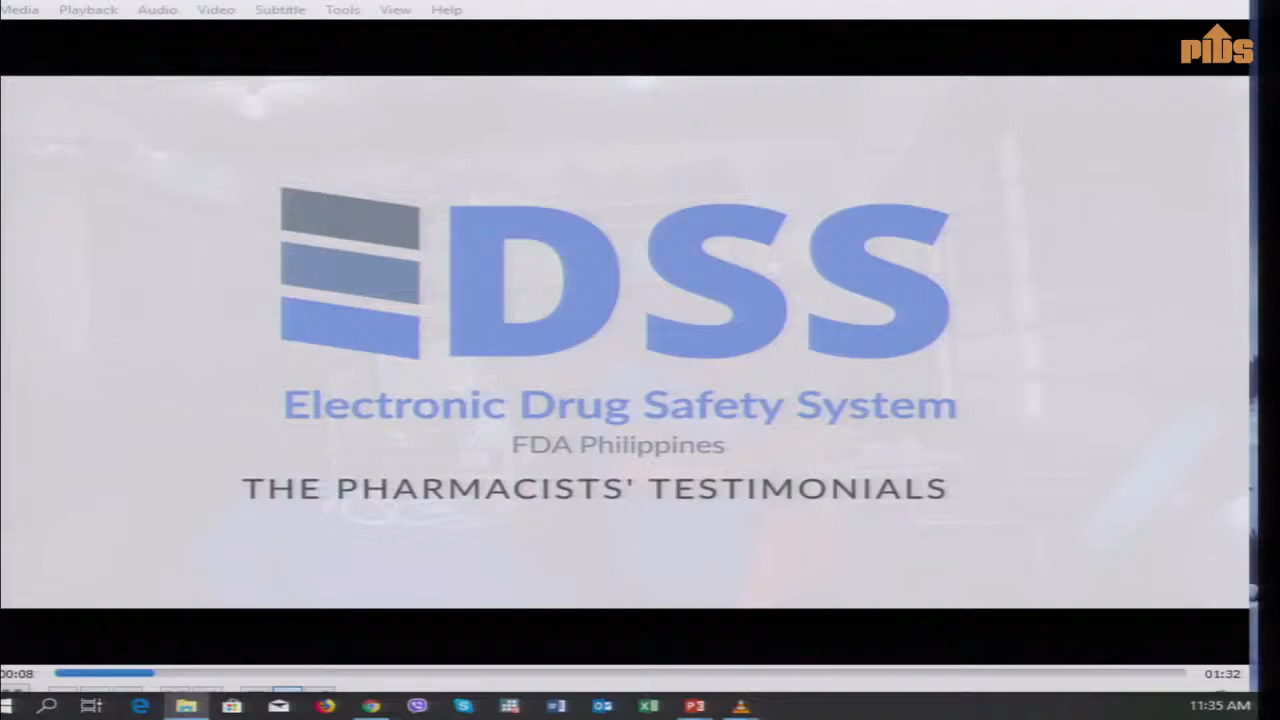 Media Playback Audio Video Subtitle Tools View Help
PIDS
EDSS
Electronic Drug Safety System
FDA Philippines
THE PHARMACISTS' TESTIMONIALS
00:08
01:32
11:35 AM